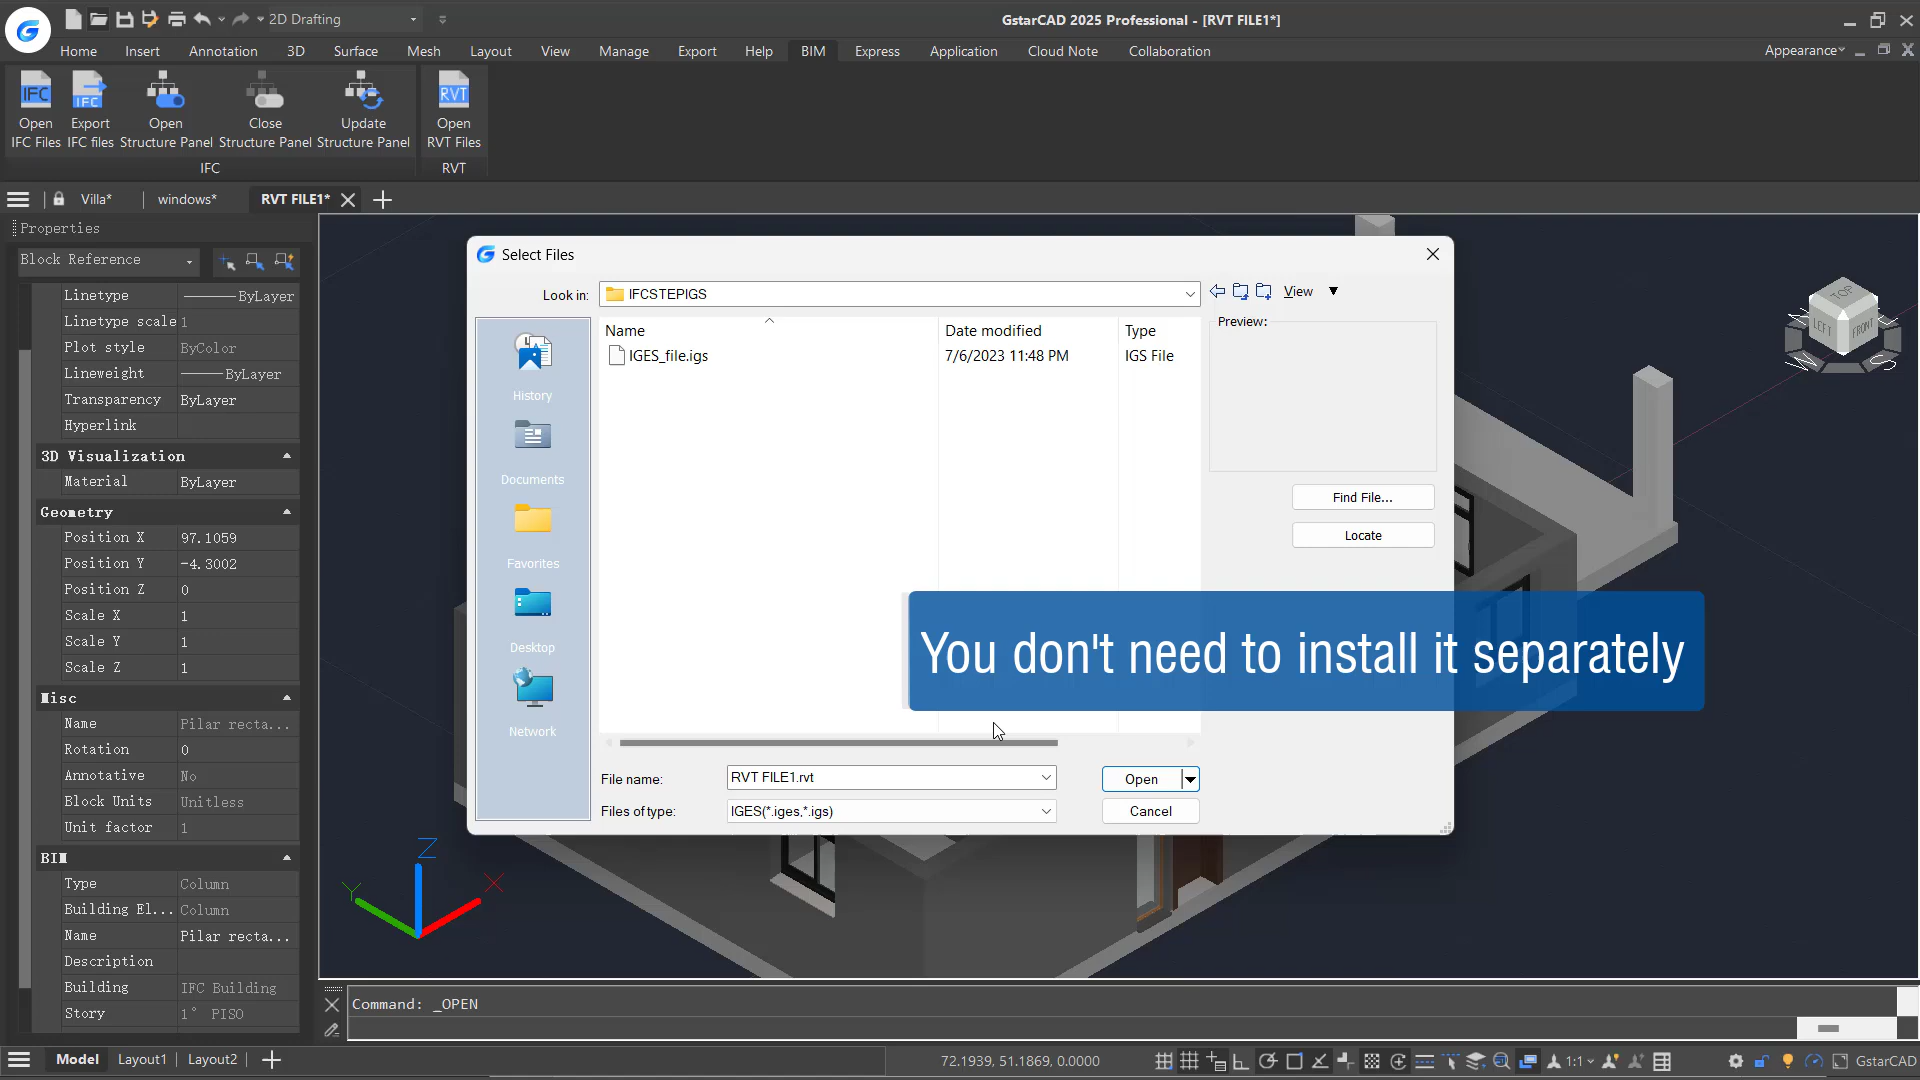 2D Drafting
GstarCAD 2025 Professional - [RVT FILE1*]
Home Insert Annotation 3D Surface Mesh Layout View Manage Export Help BIM Express Application Cloud Note Collaboration Appearance
IFC IFC RVT
Open Export Open Close Update Open
IFC Files IFC files Structure Panel Structure Panel Structure Panel RVT Files
IFC RVT
Villa* windows* RVT FILE1*
Properties
Block Reference
Linetype ByLayer
Linetype scale 1
Plot style ByColor
Lineweight ByLayer
Transparency ByLayer
Hyperlink
3D Visualization
Material ByLayer
Geometry
Position X 97.1059
Position Y -4.3002
Position Z 0
Scale X 1
Scale Y 1
Scale Z 1
Misc
Name Pilar recta...
Rotation 0
Annotative No
Block Units Unitless
Unit factor 1
BIM
Type Column
Building El... Column
Name Pilar recta...
Description
Building IFC Building
Story 1° PISO
Select Files
Look in: IFCSTEPIGS View
Name Date modified Type
IGES_file.igs 7/6/2023 11:48 PM IGS File
Preview:
History
Documents
Favorites
Desktop
Network
Find File...
Locate
You don't need to install it separately
File name: RVT FILE1.rvt Open
Files of type: IGES(*.iges,*.igs) Cancel
TOP
LEFT FRONT
S
Z
Y X
Command: _OPEN
Model Layout1 Layout2 72.1939, 51.1869, 0.0000 1:1 GstarCAD